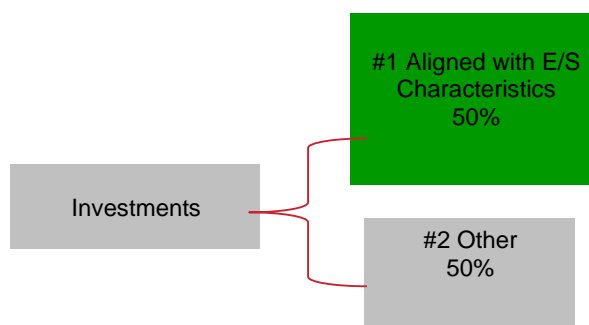 #1 Aligned with E/S
Characteristics
50%
Investments
#2 Other
50%